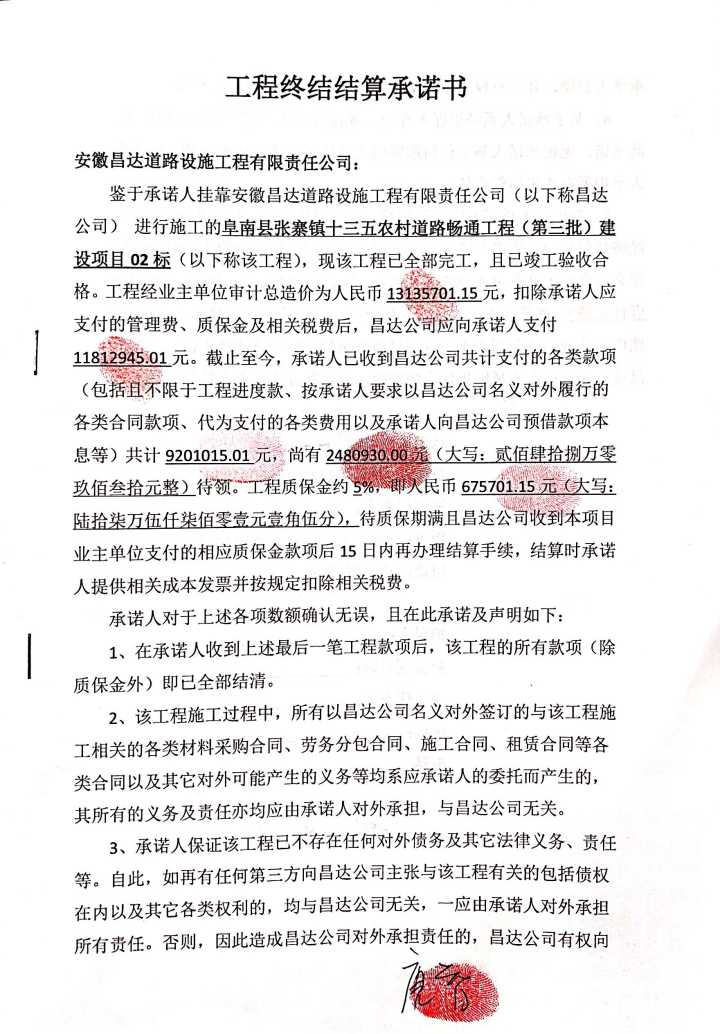 工程终结结算承诺书
安徽昌达道路设施工程有限责任公司：
鉴于承诺人挂靠安徽昌达道路设施工程有限责任公司（以下称昌达
公司） 进行施工的阜南县张寨镇十三五农村道路畅通工程（第三批）建
设项目 02 标（以下称该工程），现该工程已全部完工，且已竣工验收合
格。工程经业主单位审计总造价为人民币 13135701.15 元，扣除承诺人应
支付的管理费、质保金及相关税费后，昌达公司应向承诺人支付
11812945.01 元。截止至今，承诺人已收到昌达公司共计支付的各类款项
（包括且不限于工程进度款、按承诺人要求以昌达公司名义对外履行的
各类合同款项、代为支付的各类费用以及承诺人向昌达公司预借款项本
息等）共计 9201015.01 元，尚有 2480930.00 元（大写：贰佰肆拾捌万零
玖佰叁拾元整）待领。工程质保金约 5%，即人民币 675701.15 元（大写：
陆拾柒万伍仟柒佰零壹元壹角伍分），待质保期满且昌达公司收到本项目
业主单位支付的相应质保金款项后 15 日内再办理结算手续，结算时承诺
人提供相关成本发票并按规定扣除相关税费。
承诺人对于上述各项数额确认无误，且在此承诺及声明如下：
1、在承诺人收到上述最后一笔工程款项后，该工程的所有款项（除
质保金外）即已全部结清。
2、该工程施工过程中，所有以昌达公司名义对外签订的与该工程施
工相关的各类材料采购合同、劳务分包合同、施工合同、租赁合同等各
类合同以及其它对外可能产生的义务等均系应承诺人的委托而产生的，
其所有的义务及责任亦均应由承诺人对外承担，与昌达公司无关。
3、承诺人保证该工程已不存在任何对外债务及其它法律义务、责任
等。自此，如再有任何第三方向昌达公司主张与该工程有关的包括债权
在内以及其它各类权利的，均与昌达公司无关，一应由承诺人对外承担
所有责任。否则，因此造成昌达公司对外承担责任的，昌达公司有权向